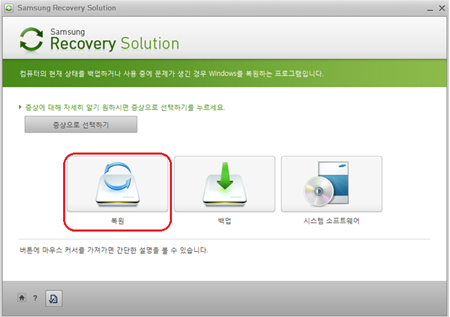 Samsung Recovery Solution
Samsung
Recovery Solution
컴퓨터의 현재 상태를 백업하거나 사용 중에 문제가 생긴 경우 Windows를 복원하는 프로그램입니다.
증상에 대해 자세히 알기 원하시면 증상으로 선택하기를 누르세요.
증상으로 선택하기
복원
백업
시스템 소프트웨어
버튼에 마우스 커서를 가져가면 간단한 설명을 볼 수 있습니다.
?